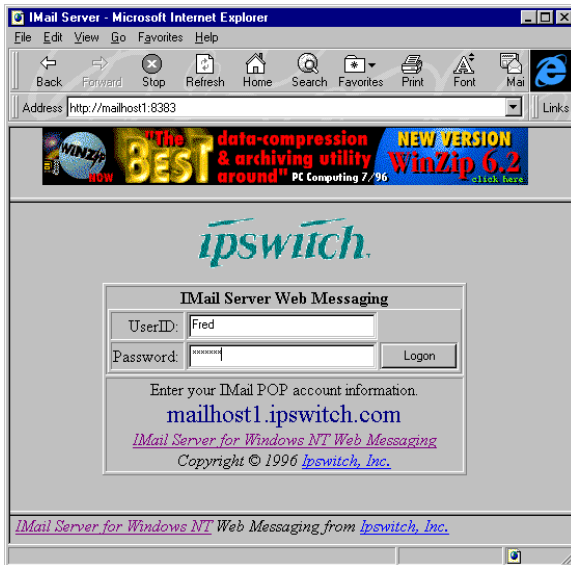 IMail Server - Microsoft Internet Explorer
File Edit View Go Favorites Help
Back Forward Stop Refresh Home Search Favorites Print Font Mai
Address http://mailhost1:8383 Links
WINZIP NOW "The BEST data-compression & archiving utility around" PC Computing 7/96 NEW VERSION WinZip 6.2 click here
ipswitch.
IMail Server Web Messaging
UserID: Fred
Password: ******* Logon
Enter your IMail POP account information.
mailhost1.ipswitch.com
IMail Server for Windows NT Web Messaging
Copyright © 1996 Ipswitch, Inc.
IMail Server for Windows NT Web Messaging from Ipswitch, Inc.